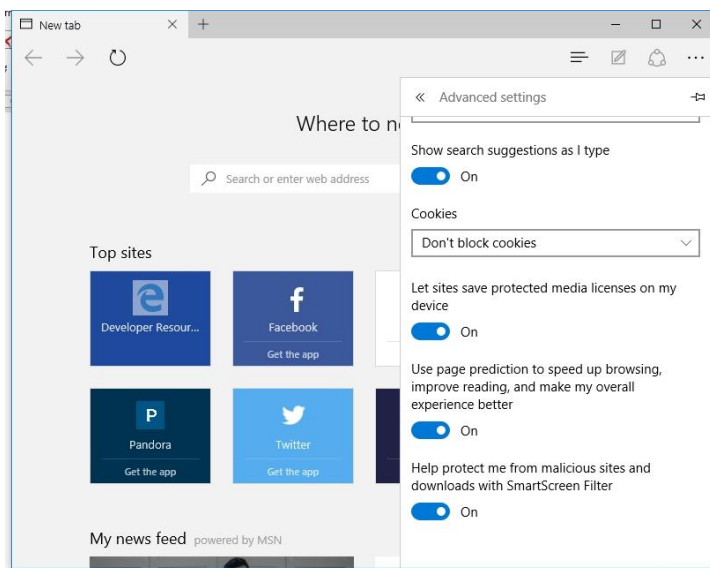 New tab
Advanced settings
Where to n
Show search suggestions as I type
On
Search or enter web address
Cookies
Don't block cookies
Top sites
Let sites save protected media licenses on my
device
On
Developer Resour...
Facebook
Get the app
Use page prediction to speed up browsing,
improve reading, and make my overall
experience better
On
Pandora
Get the app
Twitter
Get the app
Help protect me from malicious sites and
downloads with SmartScreen Filter
On
My news feed powered by MSN